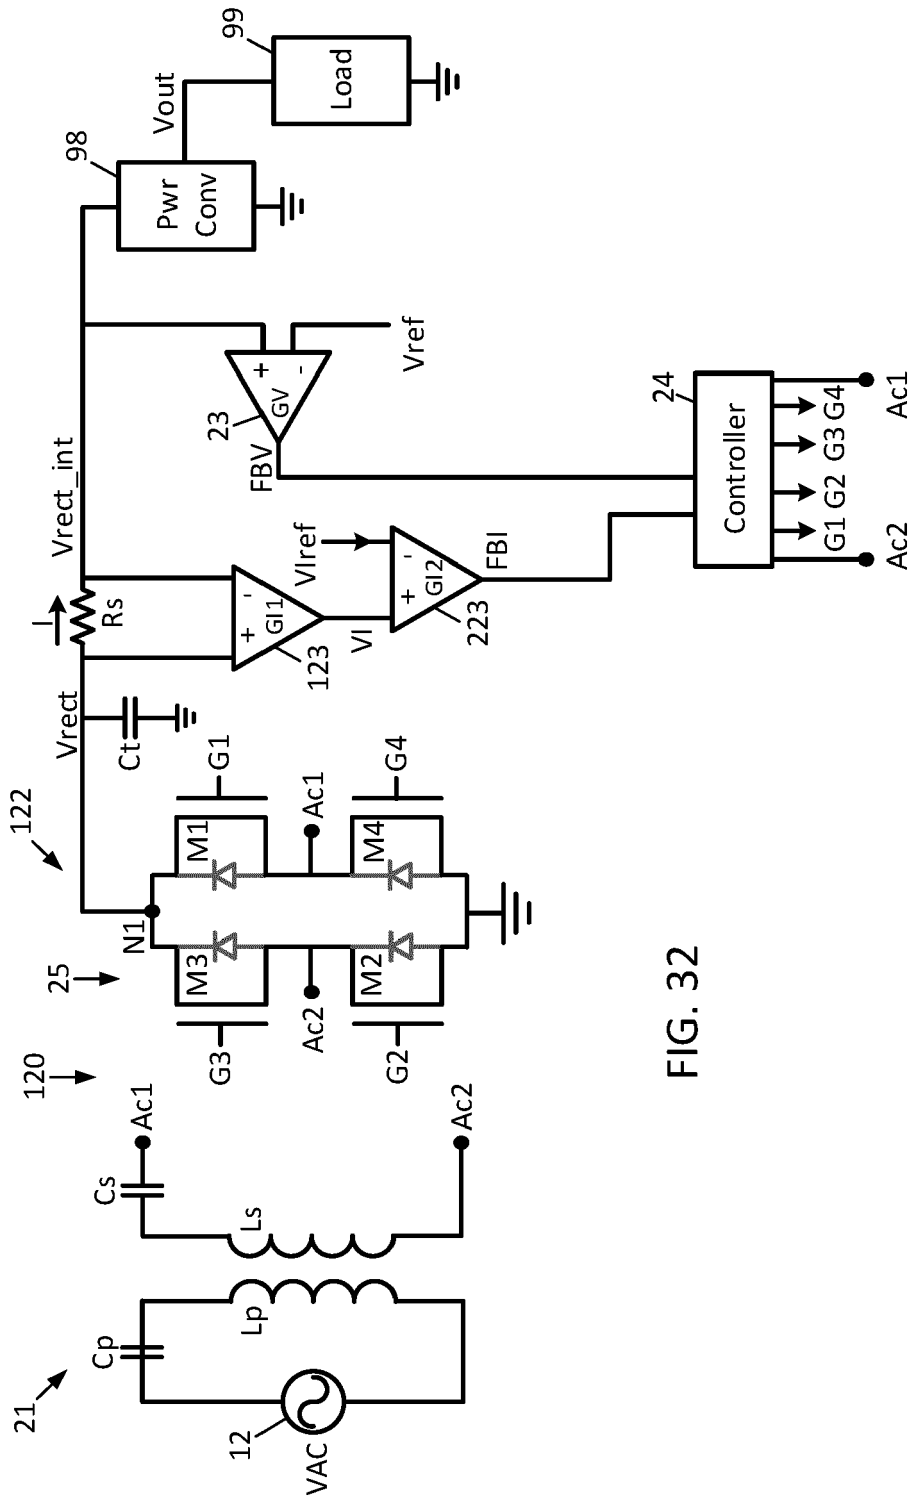 21
12
VAC
Cp
Lp
Ls
Cs
Ac1
Ac2
120
25
122
N1
M3
G3
M1
G1
Ac2
Ac1
M2
G2
M4
G4
Vrect
Ct
I
Rs
Vrect_int
+
-
GI1
123
VI
VIref
+
-
GI2
223
FBI
+
-
GV
23
FBV
Vref
98
Pwr
Conv
Vout
99
Load
24
Controller
Ac2
G1
G2
G3
G4
Ac1
FIG. 32